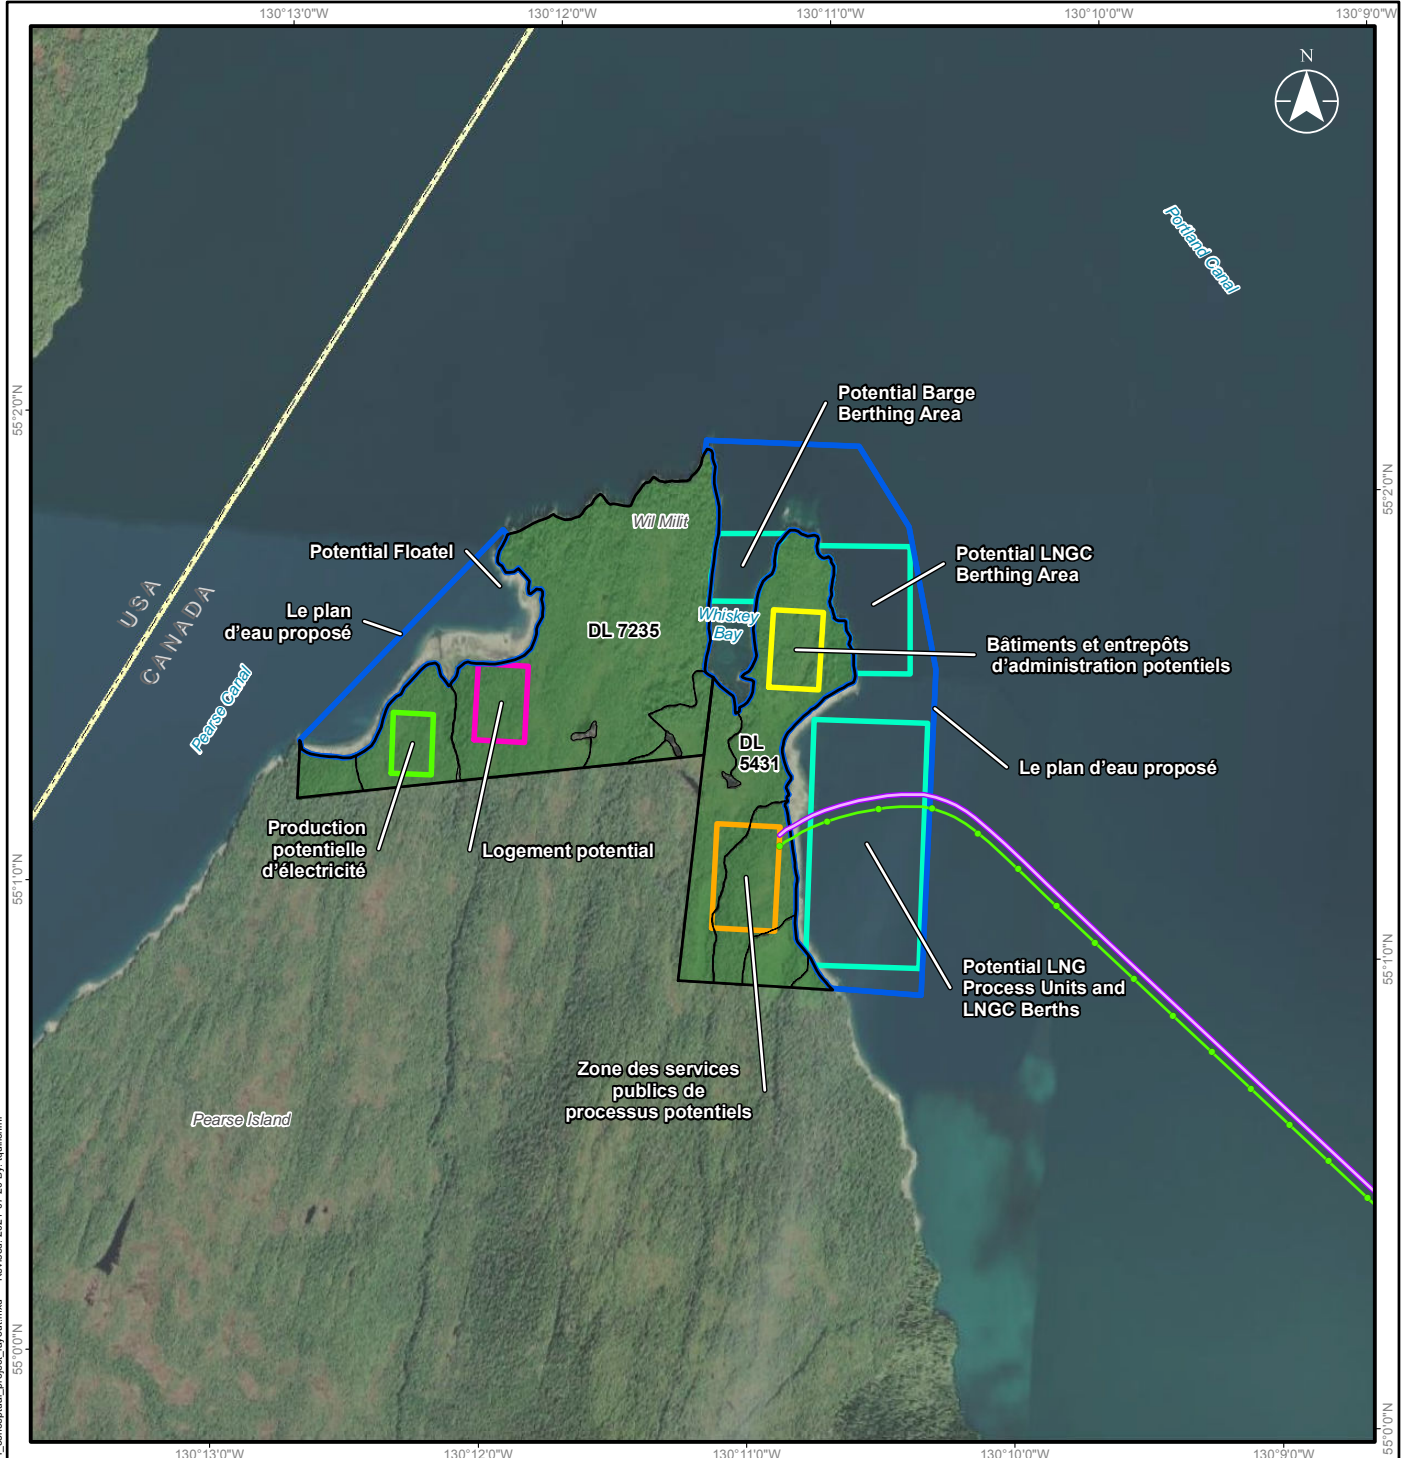 130°13'0"W
130°12'0"W
130°11'0"W
130°10'0"W
130°9'0"W
N
Portland Canal
55°2'0"N
Potential Barge
Berthing Area
55°2'0"N
Wil Milit
Potential Floatel
Potential LNGC
Berthing Area
USA
CANADA
Le plan
d'eau proposé
DL 7235
Whiskey
Bay
Bâtiments et entrepôts
d'administration potentiels
Pearse Canal
DL
5431
Le plan d'eau proposé
Production
potentielle
d'électricité
Logement potential
55°1'0"N
55°1'0"N
Potential LNG
Process Units and
LNGC Berths
Zone des services
publics de
processus potentiels
Pearse Island
55°0'0"N
55°0'0"N
130°13'0"W
130°12'0"W
130°11'0"W
130°10'0"W
130°9'0"W